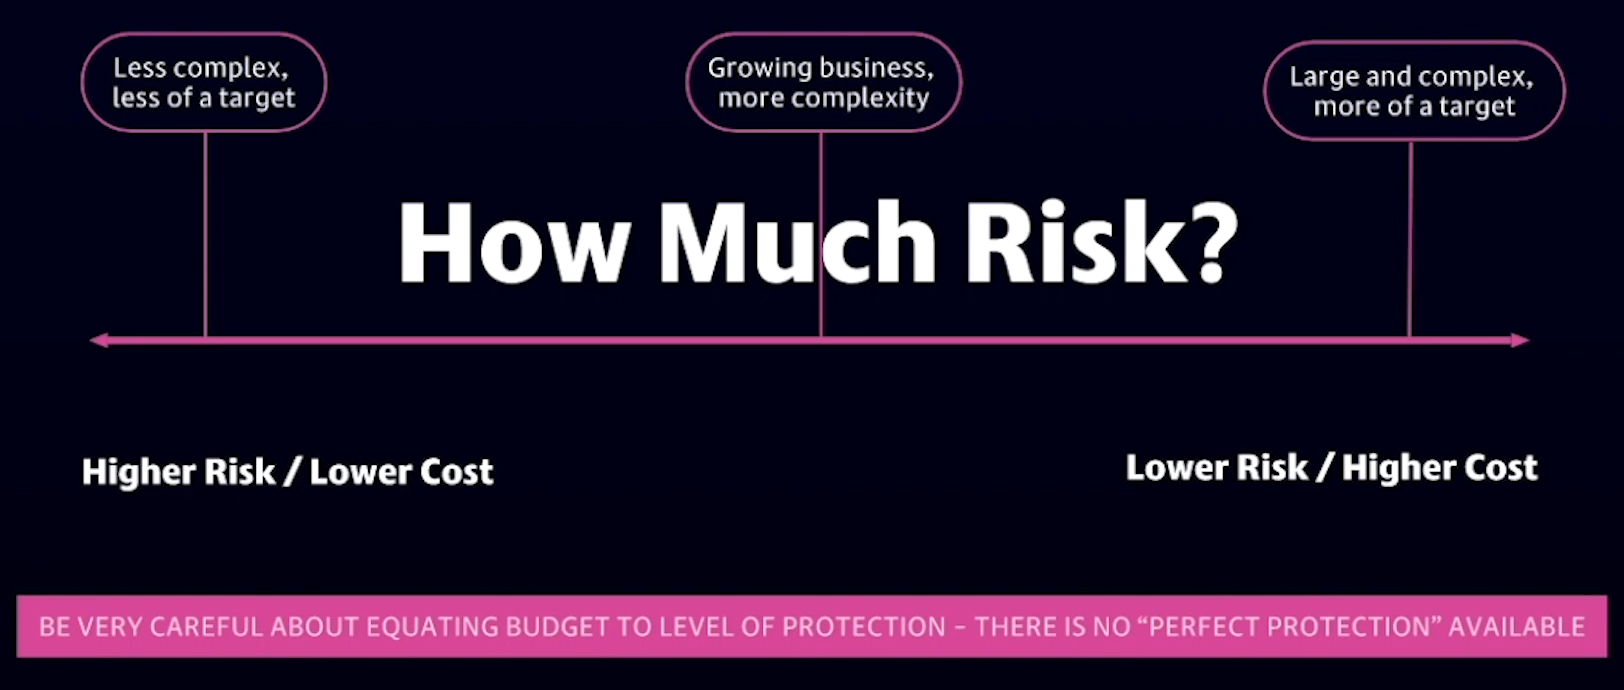 Less complex,
less of a target
Growing business,
more complexity
Large and complex,
more of a target
How Much Risk?
Higher Risk / Lower Cost
Lower Risk / Higher Cost
BE VERY CAREFUL ABOUT EQUATING BUDGET TO LEVEL OF PROTECTION – THERE IS NO “PERFECT PROTECTION” AVAILABLE